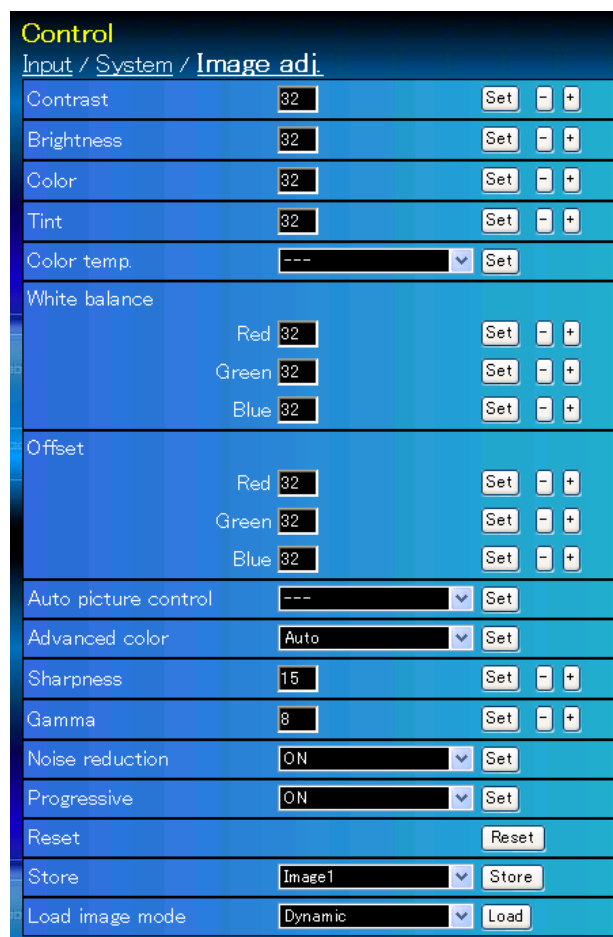 Control
Input / System / Image adj.
Contrast 32 Set - +
Brightness 32 Set - +
Color 32 Set - +
Tint 32 Set - +
Color temp. --- Set
White balance
Red 32 Set - +
Green 32 Set - +
Blue 32 Set - +
Offset
Red 32 Set - +
Green 32 Set - +
Blue 32 Set - +
Auto picture control --- Set
Advanced color Auto Set
Sharpness 15 Set - +
Gamma 8 Set - +
Noise reduction ON Set
Progressive ON Set
Reset Reset
Store Image1 Store
Load image mode Dynamic Load